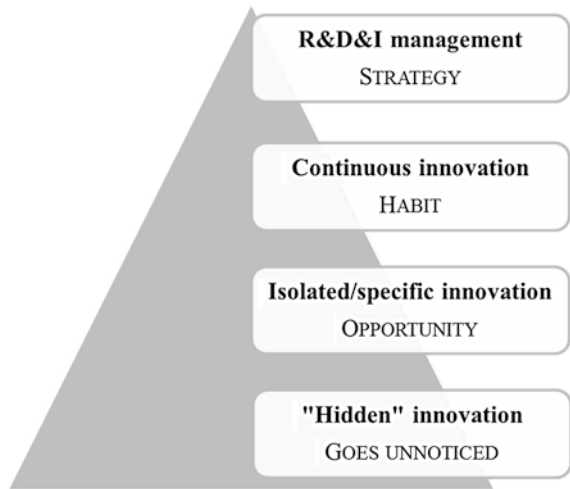 R&D&I management
STRATEGY
Continuous innovation
HABIT
Isolated/specific innovation
OPPORTUNITY
"Hidden" innovation
GOES UNNOTICED